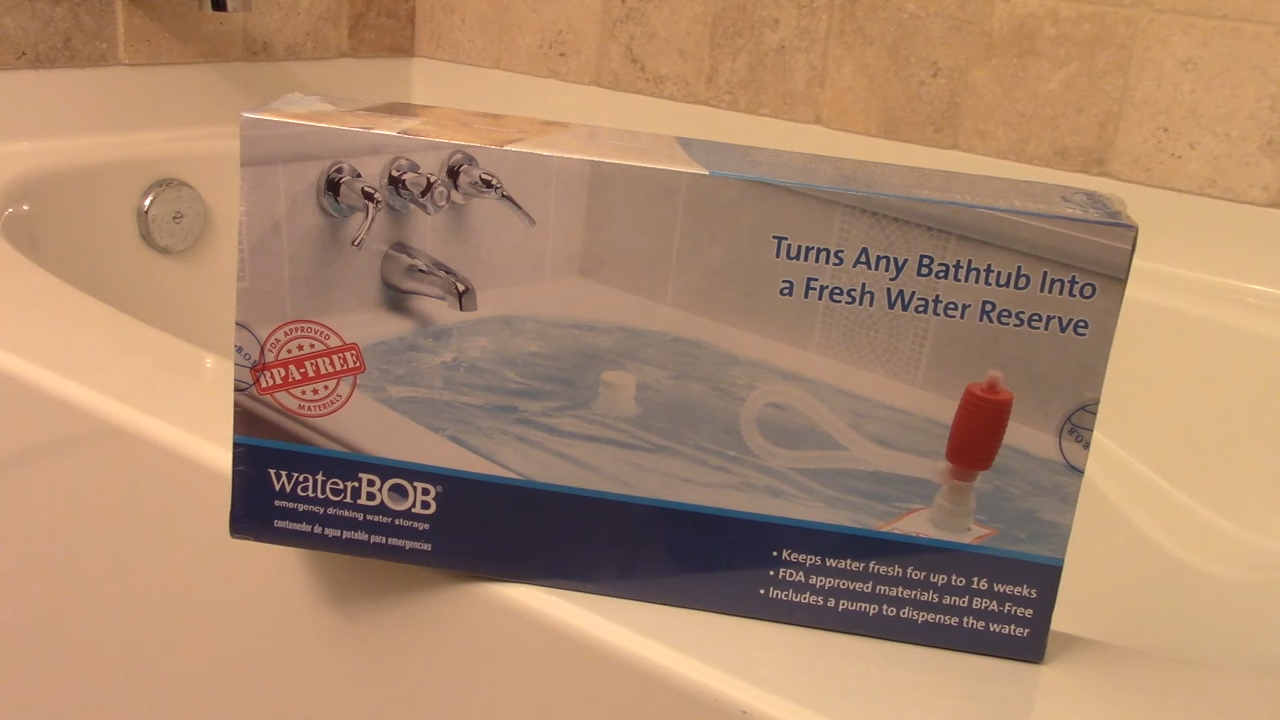 Turns Any Bathtub Into
a Fresh Water Reserve
FDA APPROVED
BPA-FREE
MATERIALS
waterBOB®
emergency drinking water storage
contenedor de agua potable para emergencias
• Keeps water fresh for up to 16 weeks
• FDA approved materials and BPA-Free
• Includes a pump to dispense the water